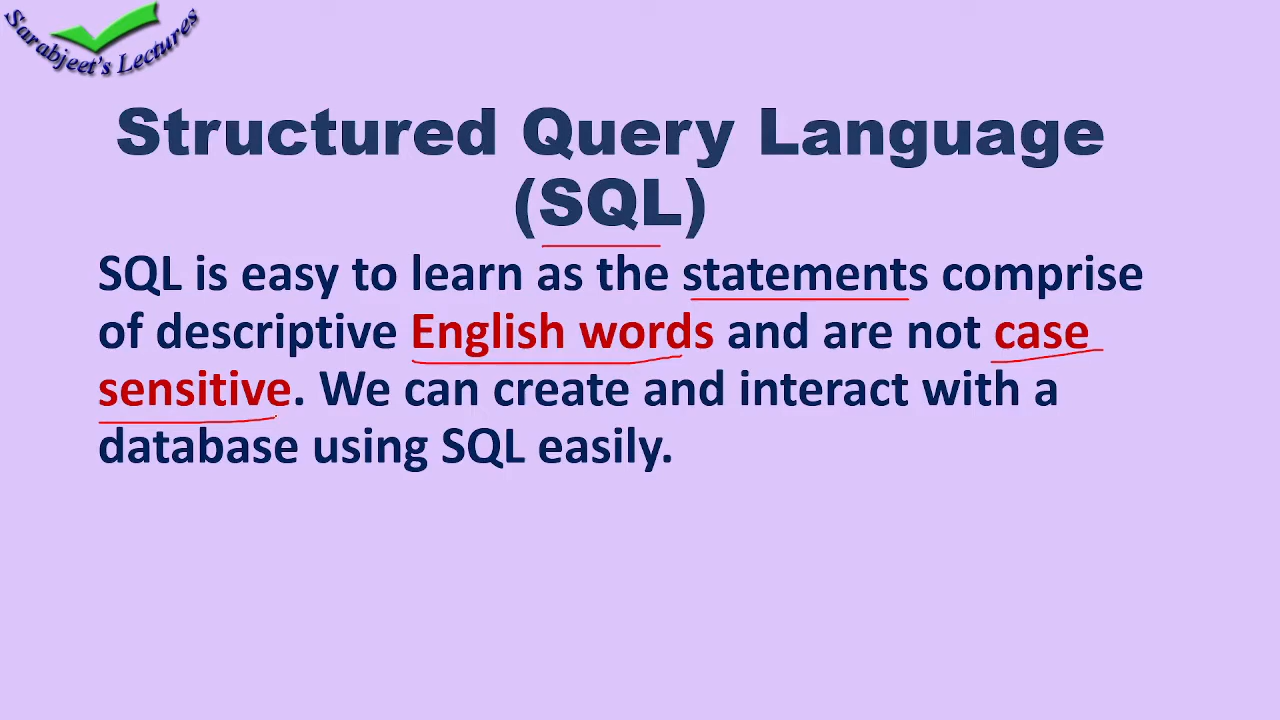 Sarabjeet's Lectures
Structured Query Language
(SQL)
SQL is easy to learn as the statements comprise
of descriptive English words and are not case
sensitive. We can create and interact with a
database using SQL easily.